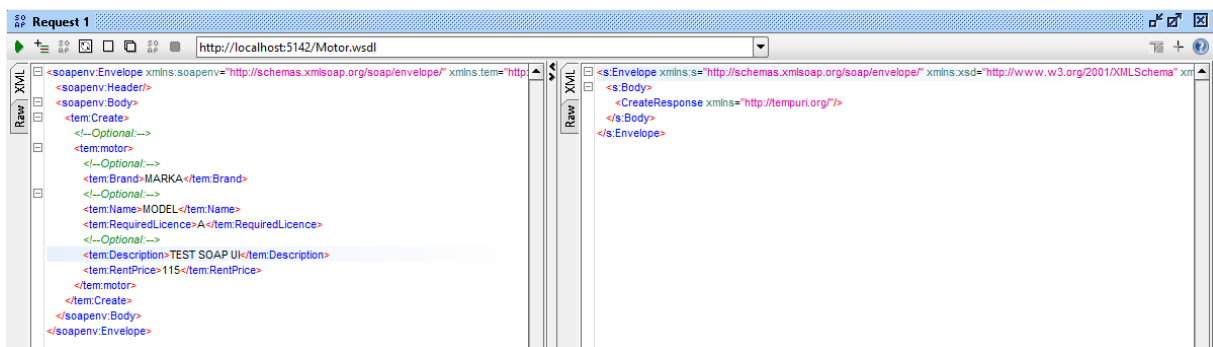 Request 1
http://localhost:5142/Motor.wsdl
XML
Raw
<soapenv:Envelope xmlns:soapenv="http://schemas.xmlsoap.org/soap/envelope/" xmlns:tem="http:
<soapenv:Header/>
<soapenv:Body>
<tem:Create>
<!--Optional:-->
<tem:motor>
<!--Optional:-->
<tem:Brand>MARKA</tem:Brand>
<!--Optional:-->
<tem:Name>MODEL</tem:Name>
<tem:RequiredLicence>A</tem:RequiredLicence>
<!--Optional:-->
<tem:Description>TEST SOAP UI</tem:Description>
<tem:RentPrice>115</tem:RentPrice>
</tem:motor>
</tem:Create>
</soapenv:Body>
</soapenv:Envelope>
XML
Raw
<s:Envelope xmlns:s="http://schemas.xmlsoap.org/soap/envelope/" xmlns:xsd="http://www.w3.org/2001/XMLSchema" xm
<s:Body>
<CreateResponse xmlns="http://tempuri.org/"/>
</s:Body>
</s:Envelope>